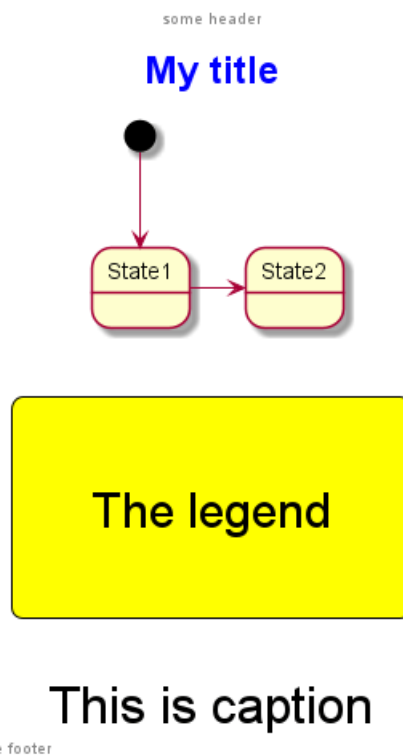 some header
My title
State1
State2
The legend
This is caption
footer